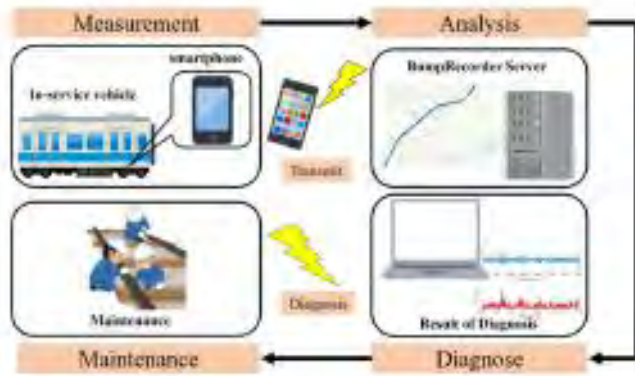 Measurement
Analysis
smartphone
In-service vehicle
BumpRecorder Server
Transmit
Maintenance
Diagnosis
Result of Diagnosis
Maintenance
Diagnose